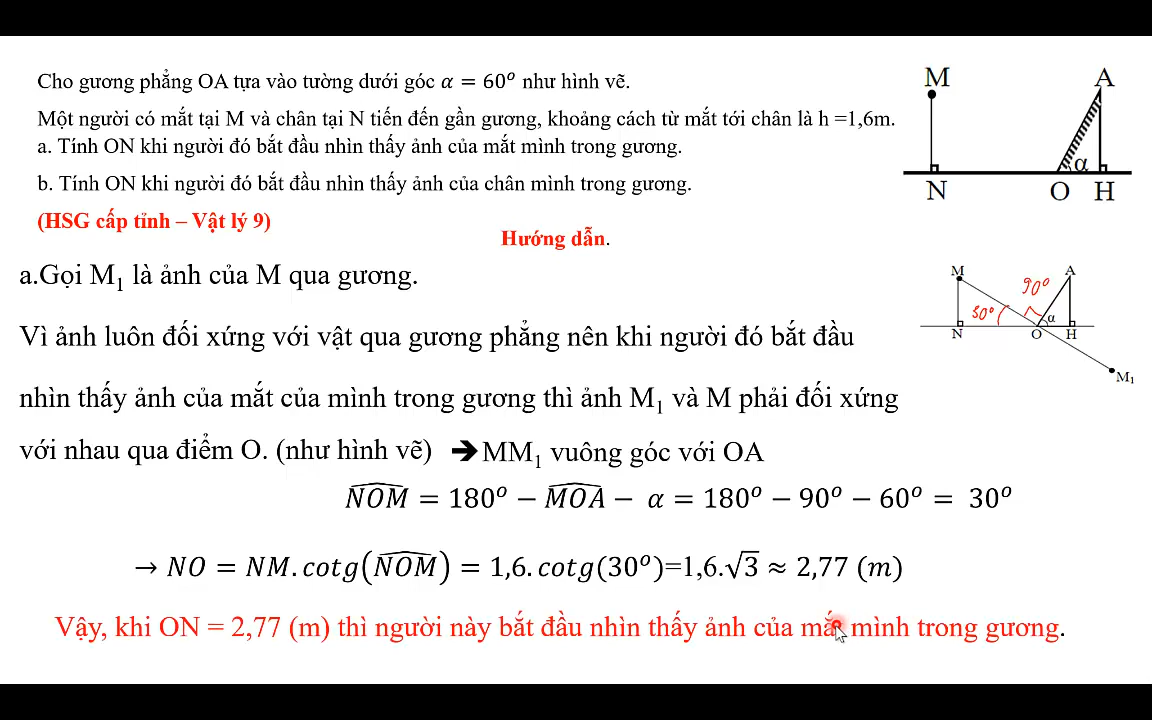 Cho gương phẳng OA tựa vào tường dưới góc α = 60° như hình vẽ.
Một người có mắt tại M và chân tại N tiến đến gần gương, khoảng cách từ mắt tới chân là h =1,6m.
a. Tính ON khi người đó bắt đầu nhìn thấy ảnh của mắt mình trong gương.
b. Tính ON khi người đó bắt đầu nhìn thấy ảnh của chân mình trong gương.
(HSG cấp tỉnh – Vật lý 9)
M A
α
N O H
Hướng dẫn.
a.Gọi M₁ là ảnh của M qua gương.
Vì ảnh luôn đối xứng với vật qua gương phẳng nên khi người đó bắt đầu
nhìn thấy ảnh của mắt của mình trong gương thì ảnh M₁ và M phải đối xứng
với nhau qua điểm O. (như hình vẽ) 🡺 MM₁ vuông góc với OA
M A
90°
30° α
N O H
M₁
NOM = 180° − MOA − α = 180° − 90° − 60° = 30°
→ NO = NM. cotg(NOM) = 1,6. cotg(30°)=1,6.√3 ≈ 2,77 (m)
Vậy, khi ON = 2,77 (m) thì người này bắt đầu nhìn thấy ảnh của mắt mình trong gương.